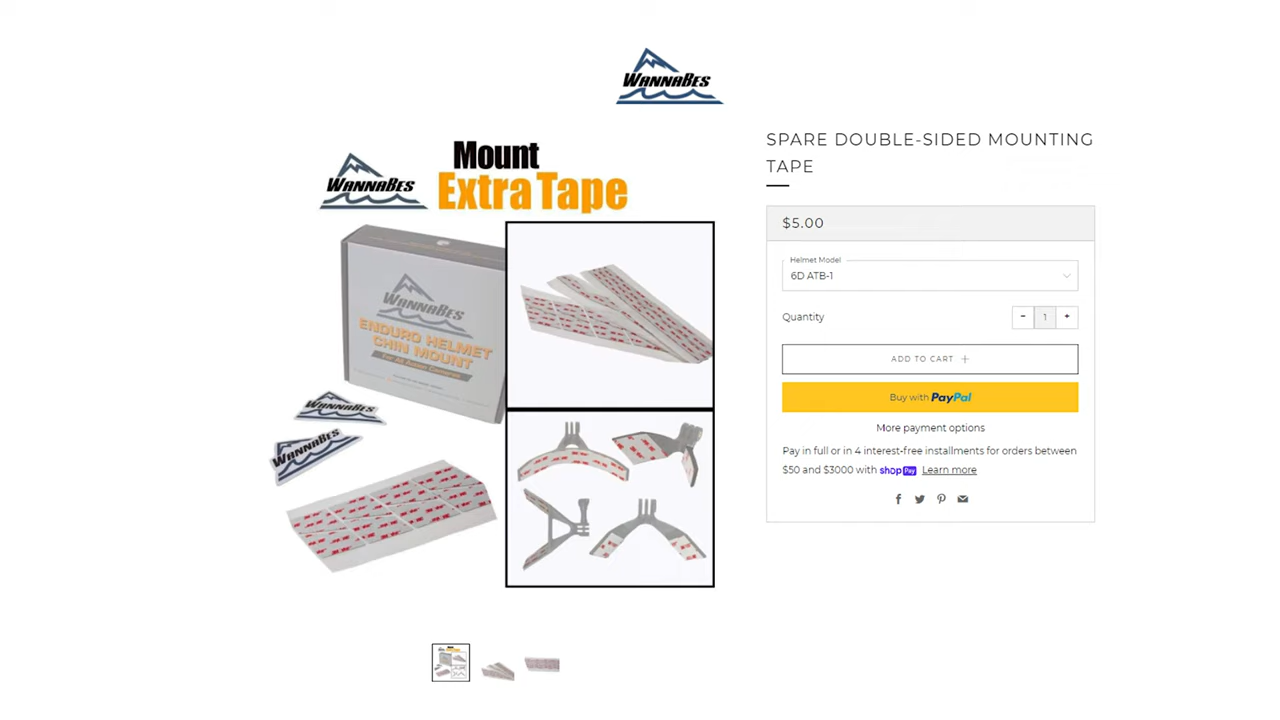 WANNABES
Mount
Extra Tape
WANNABES
WANNABES
ENDURO HELMET
CHIN MOUNT
WANNABES
WANNABES
SPARE DOUBLE-SIDED MOUNTING
TAPE
$5.00
Helmet Model
6D ATB-1
Quantity
- 1 +
ADD TO CART +
Buy with PayPal
More payment options
Pay in full or in 4 interest-free installments for orders between
$50 and $3000 with shop Pay Learn more